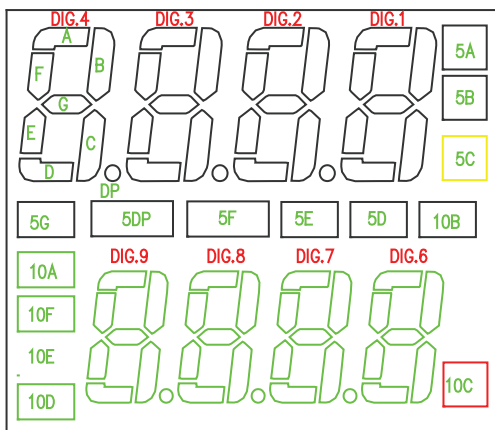 DIG.4 DIG.3 DIG.2 DIG.1
A
F B
G
E C
D
DP
5A
5B
5C
5G 5DP 5F 5E 5D 10B
DIG.9 DIG.8 DIG.7 DIG.6
10A
10F
10E
10D
10C